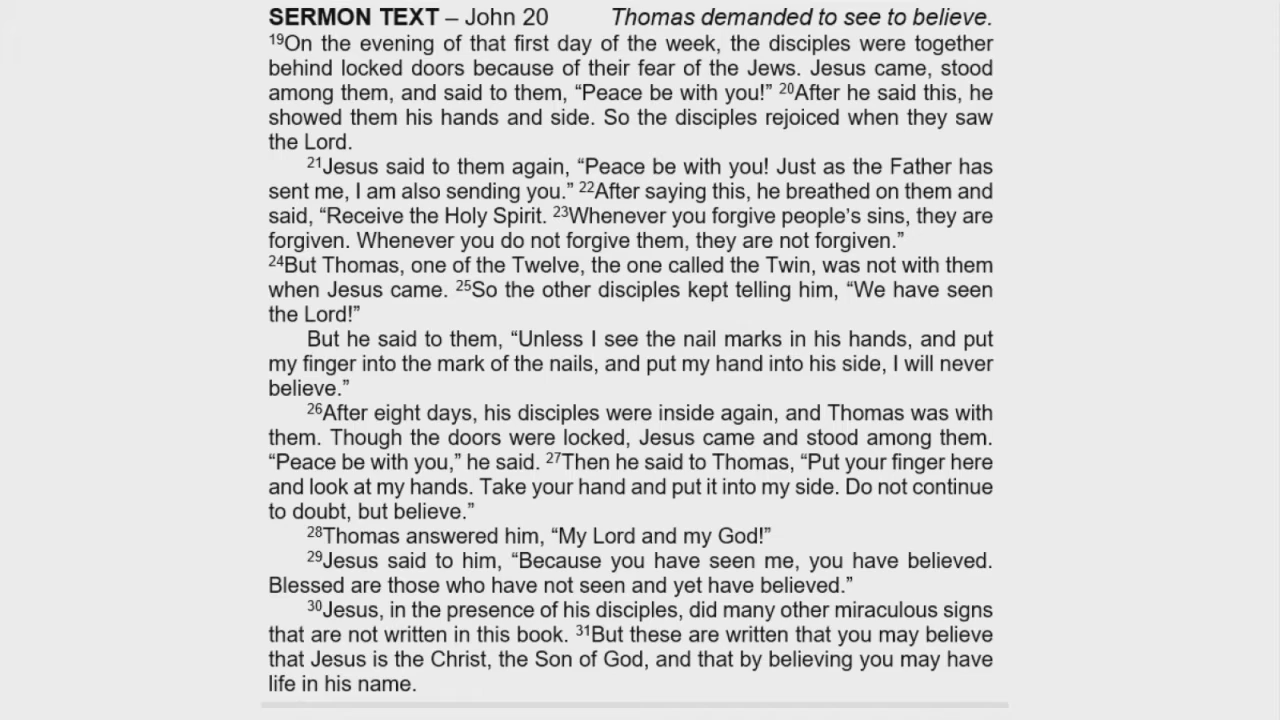 SERMON TEXT – John 20 Thomas demanded to see to believe.
¹⁹On the evening of that first day of the week, the disciples were together
behind locked doors because of their fear of the Jews. Jesus came, stood
among them, and said to them, “Peace be with you!” ²⁰After he said this, he
showed them his hands and side. So the disciples rejoiced when they saw
the Lord.
²¹Jesus said to them again, “Peace be with you! Just as the Father has
sent me, I am also sending you.” ²²After saying this, he breathed on them and
said, “Receive the Holy Spirit. ²³Whenever you forgive people’s sins, they are
forgiven. Whenever you do not forgive them, they are not forgiven.”
²⁴But Thomas, one of the Twelve, the one called the Twin, was not with them
when Jesus came. ²⁵So the other disciples kept telling him, “We have seen
the Lord!”
But he said to them, “Unless I see the nail marks in his hands, and put
my finger into the mark of the nails, and put my hand into his side, I will never
believe.”
²⁶After eight days, his disciples were inside again, and Thomas was with
them. Though the doors were locked, Jesus came and stood among them.
“Peace be with you,” he said. ²⁷Then he said to Thomas, “Put your finger here
and look at my hands. Take your hand and put it into my side. Do not continue
to doubt, but believe.”
²⁸Thomas answered him, “My Lord and my God!”
²⁹Jesus said to him, “Because you have seen me, you have believed.
Blessed are those who have not seen and yet have believed.”
³⁰Jesus, in the presence of his disciples, did many other miraculous signs
that are not written in this book. ³¹But these are written that you may believe
that Jesus is the Christ, the Son of God, and that by believing you may have
life in his name.